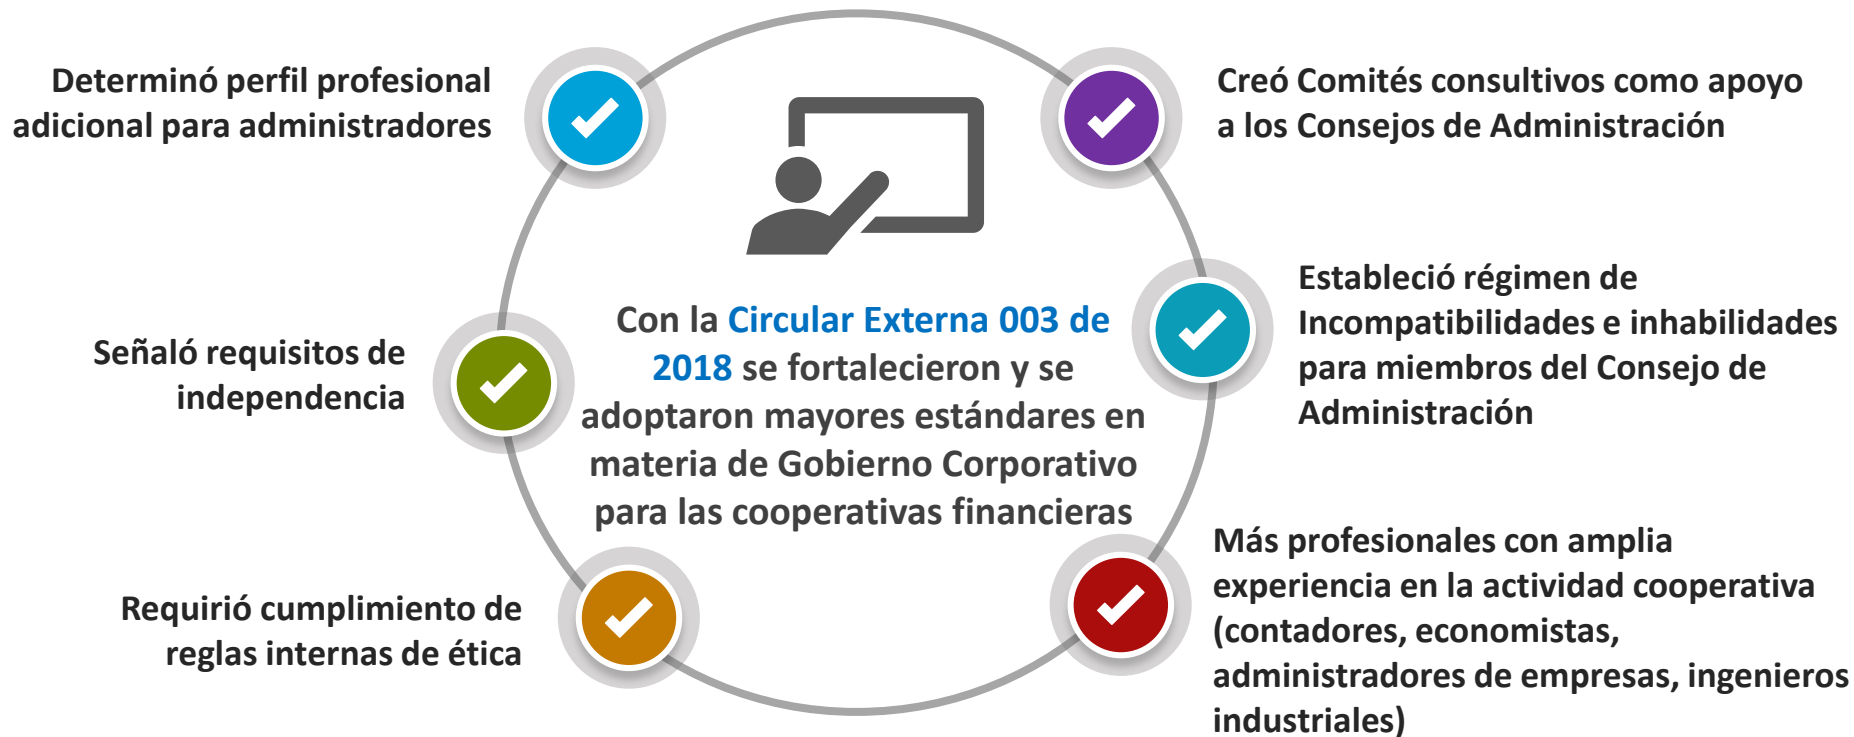 Determinó perfil profesional
adicional para administradores
Creó Comités consultivos como apoyo
a los Consejos de Administración
Señaló requisitos de
independencia
Con la Circular Externa 003 de
2018 se fortalecieron y se
adoptaron mayores estándares en
materia de Gobierno Corporativo
para las cooperativas financieras
Estableció régimen de
Incompatibilidades e inhabilidades
para miembros del Consejo de
Administración
Requirió cumplimiento de
reglas internas de ética
Más profesionales con amplia
experiencia en la actividad cooperativa
(contadores, economistas,
administradores de empresas, ingenieros
industriales)